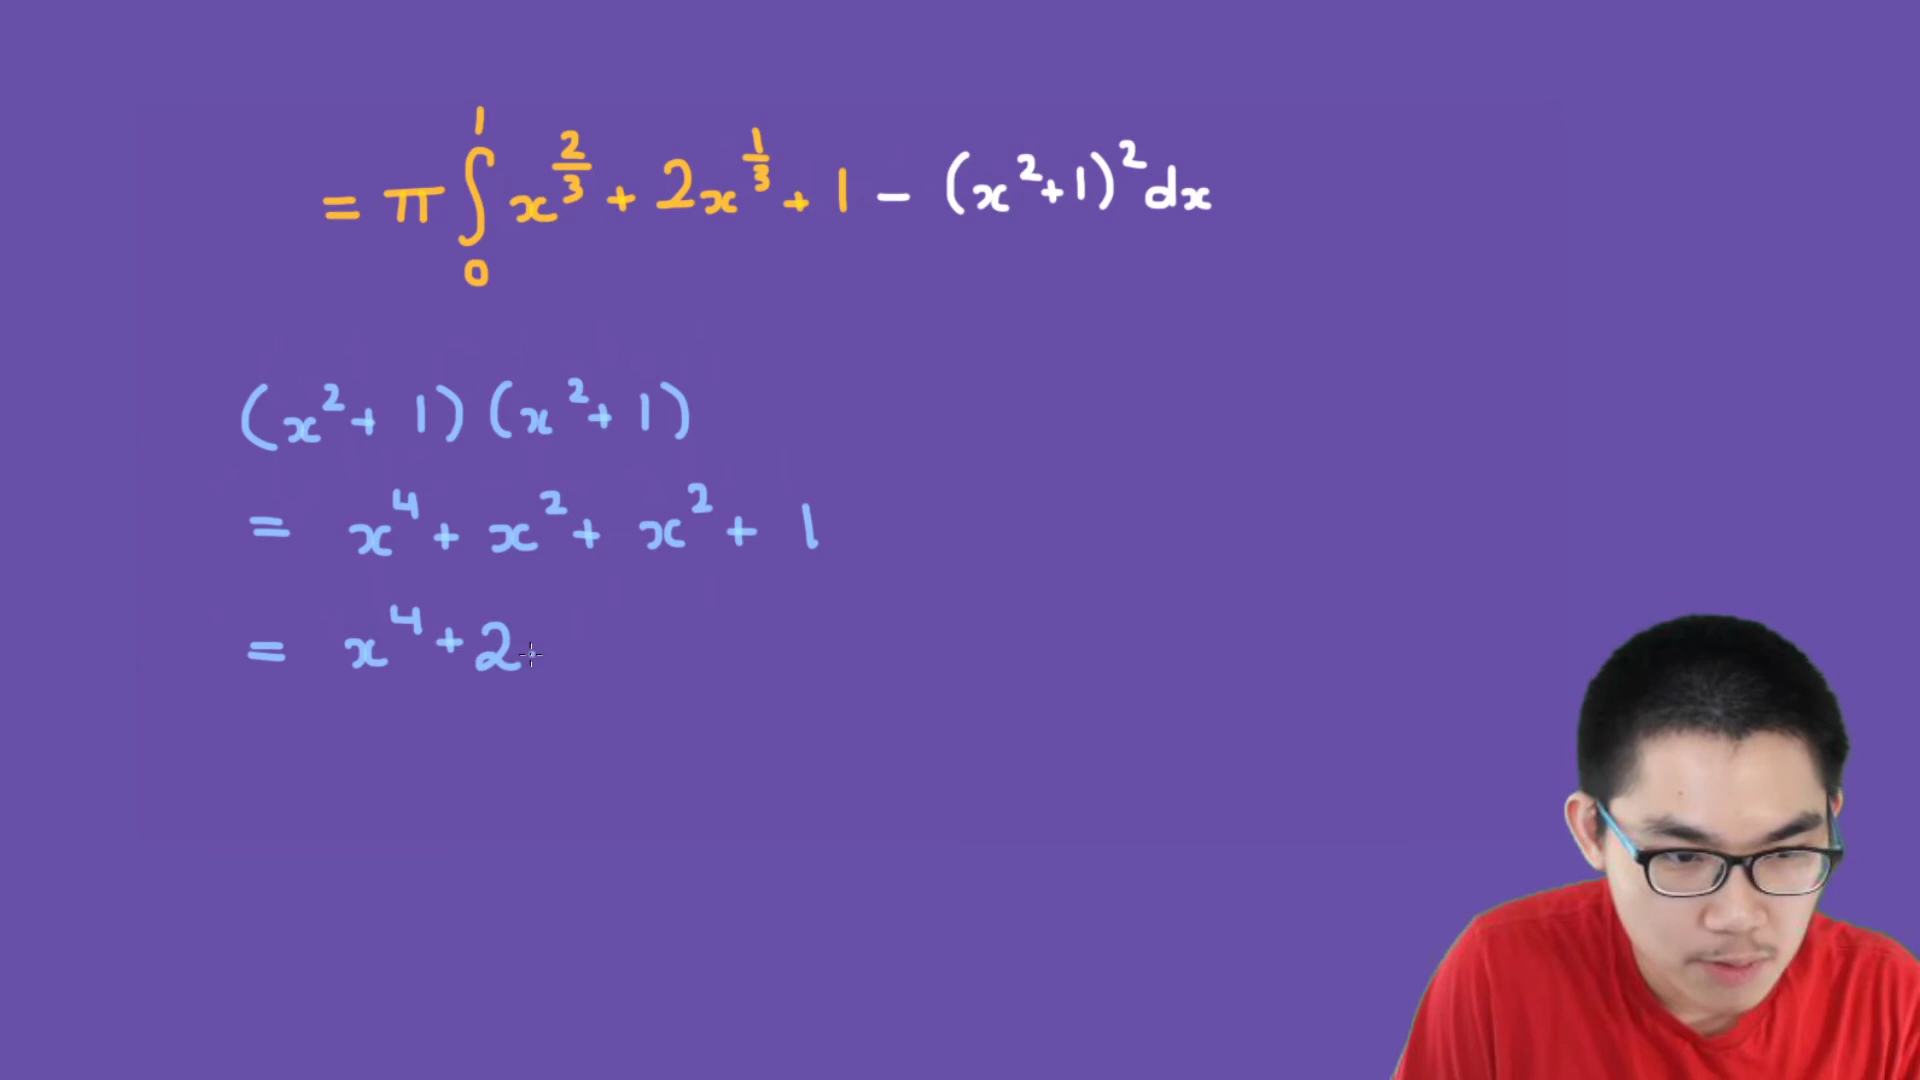 = π ∫₀¹ x^(2/3) + 2x^(1/3) + 1 − (x²+1)² dx
(x² + 1)(x² + 1)
= x⁴ + x² + x² + 1
= x⁴ + 2